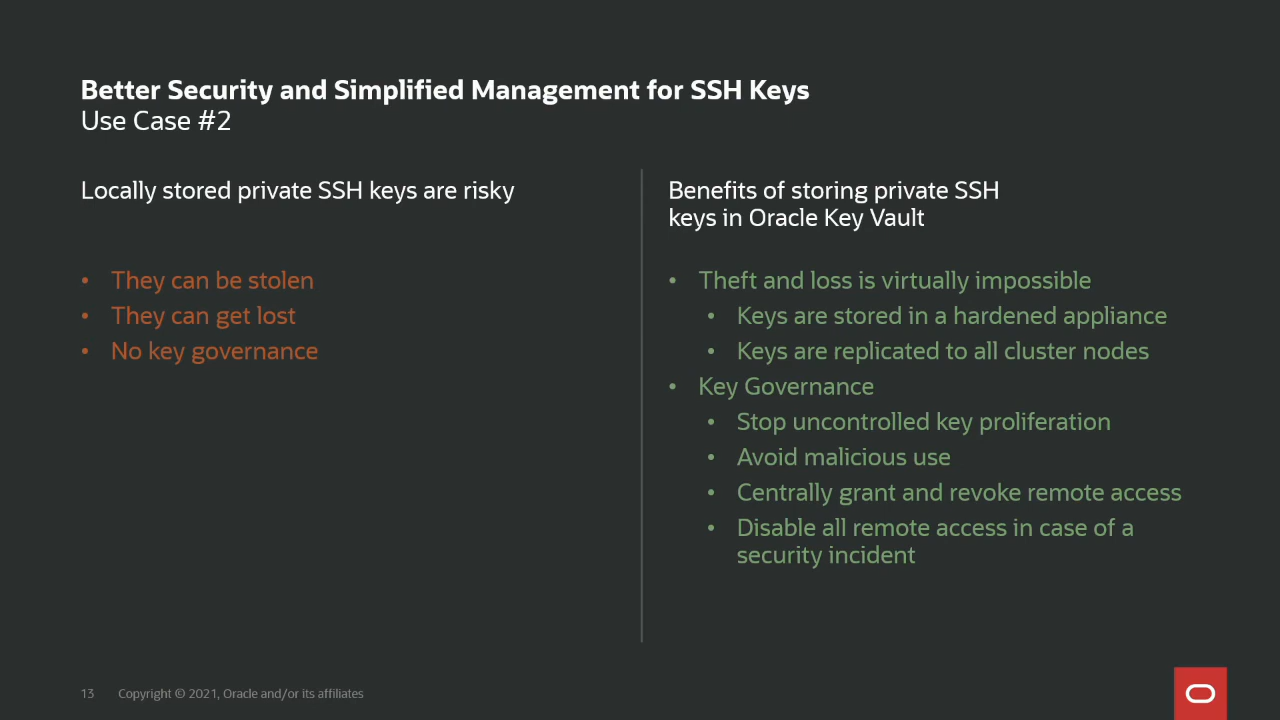 Better Security and Simplified Management for SSH Keys
Use Case #2
Locally stored private SSH keys are risky
• They can be stolen
• They can get lost
• No key governance
Benefits of storing private SSH
keys in Oracle Key Vault
• Theft and loss is virtually impossible
• Keys are stored in a hardened appliance
• Keys are replicated to all cluster nodes
• Key Governance
• Stop uncontrolled key proliferation
• Avoid malicious use
• Centrally grant and revoke remote access
• Disable all remote access in case of a
security incident
13 Copyright © 2021, Oracle and/or its affiliates